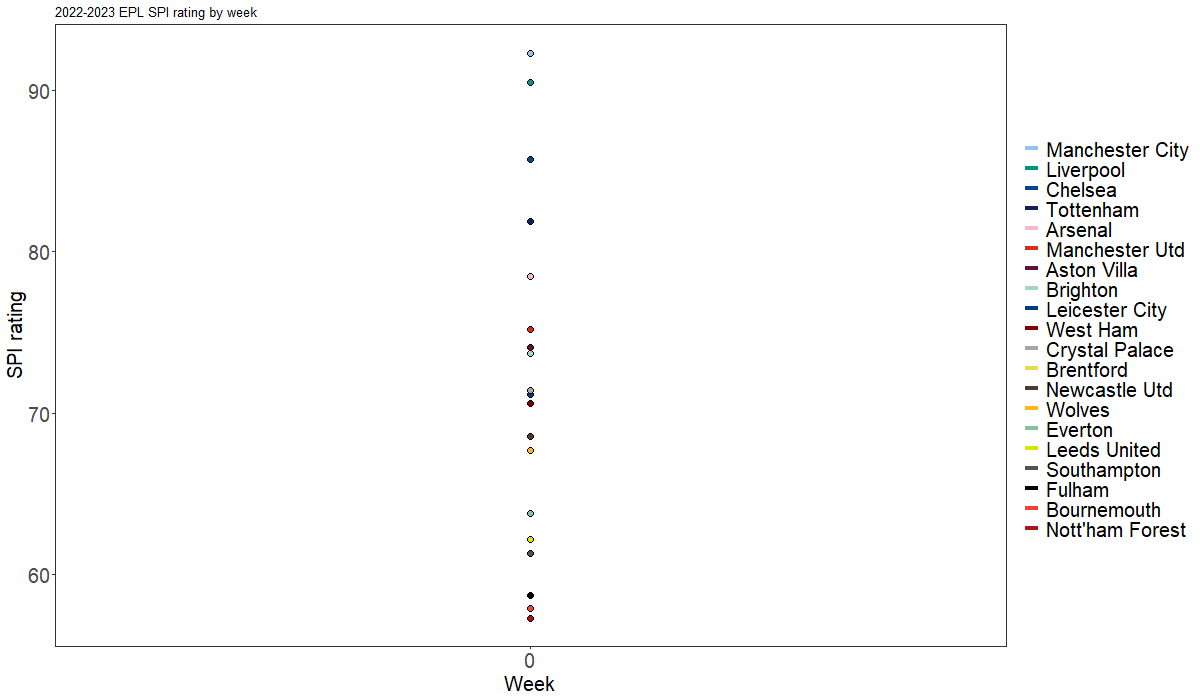 2022-2023 EPL SPI rating by week
90
80
70
60
SPI rating
0
Week
Manchester City
Liverpool
Chelsea
Tottenham
Arsenal
Manchester Utd
Aston Villa
Brighton
Leicester City
West Ham
Crystal Palace
Brentford
Newcastle Utd
Wolves
Everton
Leeds United
Southampton
Fulham
Bournemouth
Nott'ham Forest